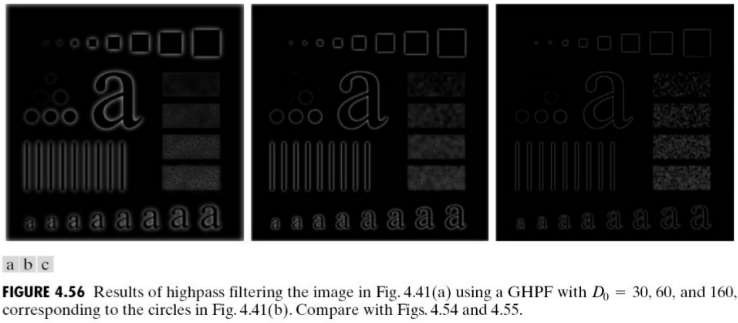 a
a a a a a a a a
a
a a a a a a a a
a
a a a a a a a a
a b c
FIGURE 4.56 Results of highpass filtering the image in Fig. 4.41(a) using a GHPF with D₀ = 30, 60, and 160,
corresponding to the circles in Fig. 4.41(b). Compare with Figs. 4.54 and 4.55.